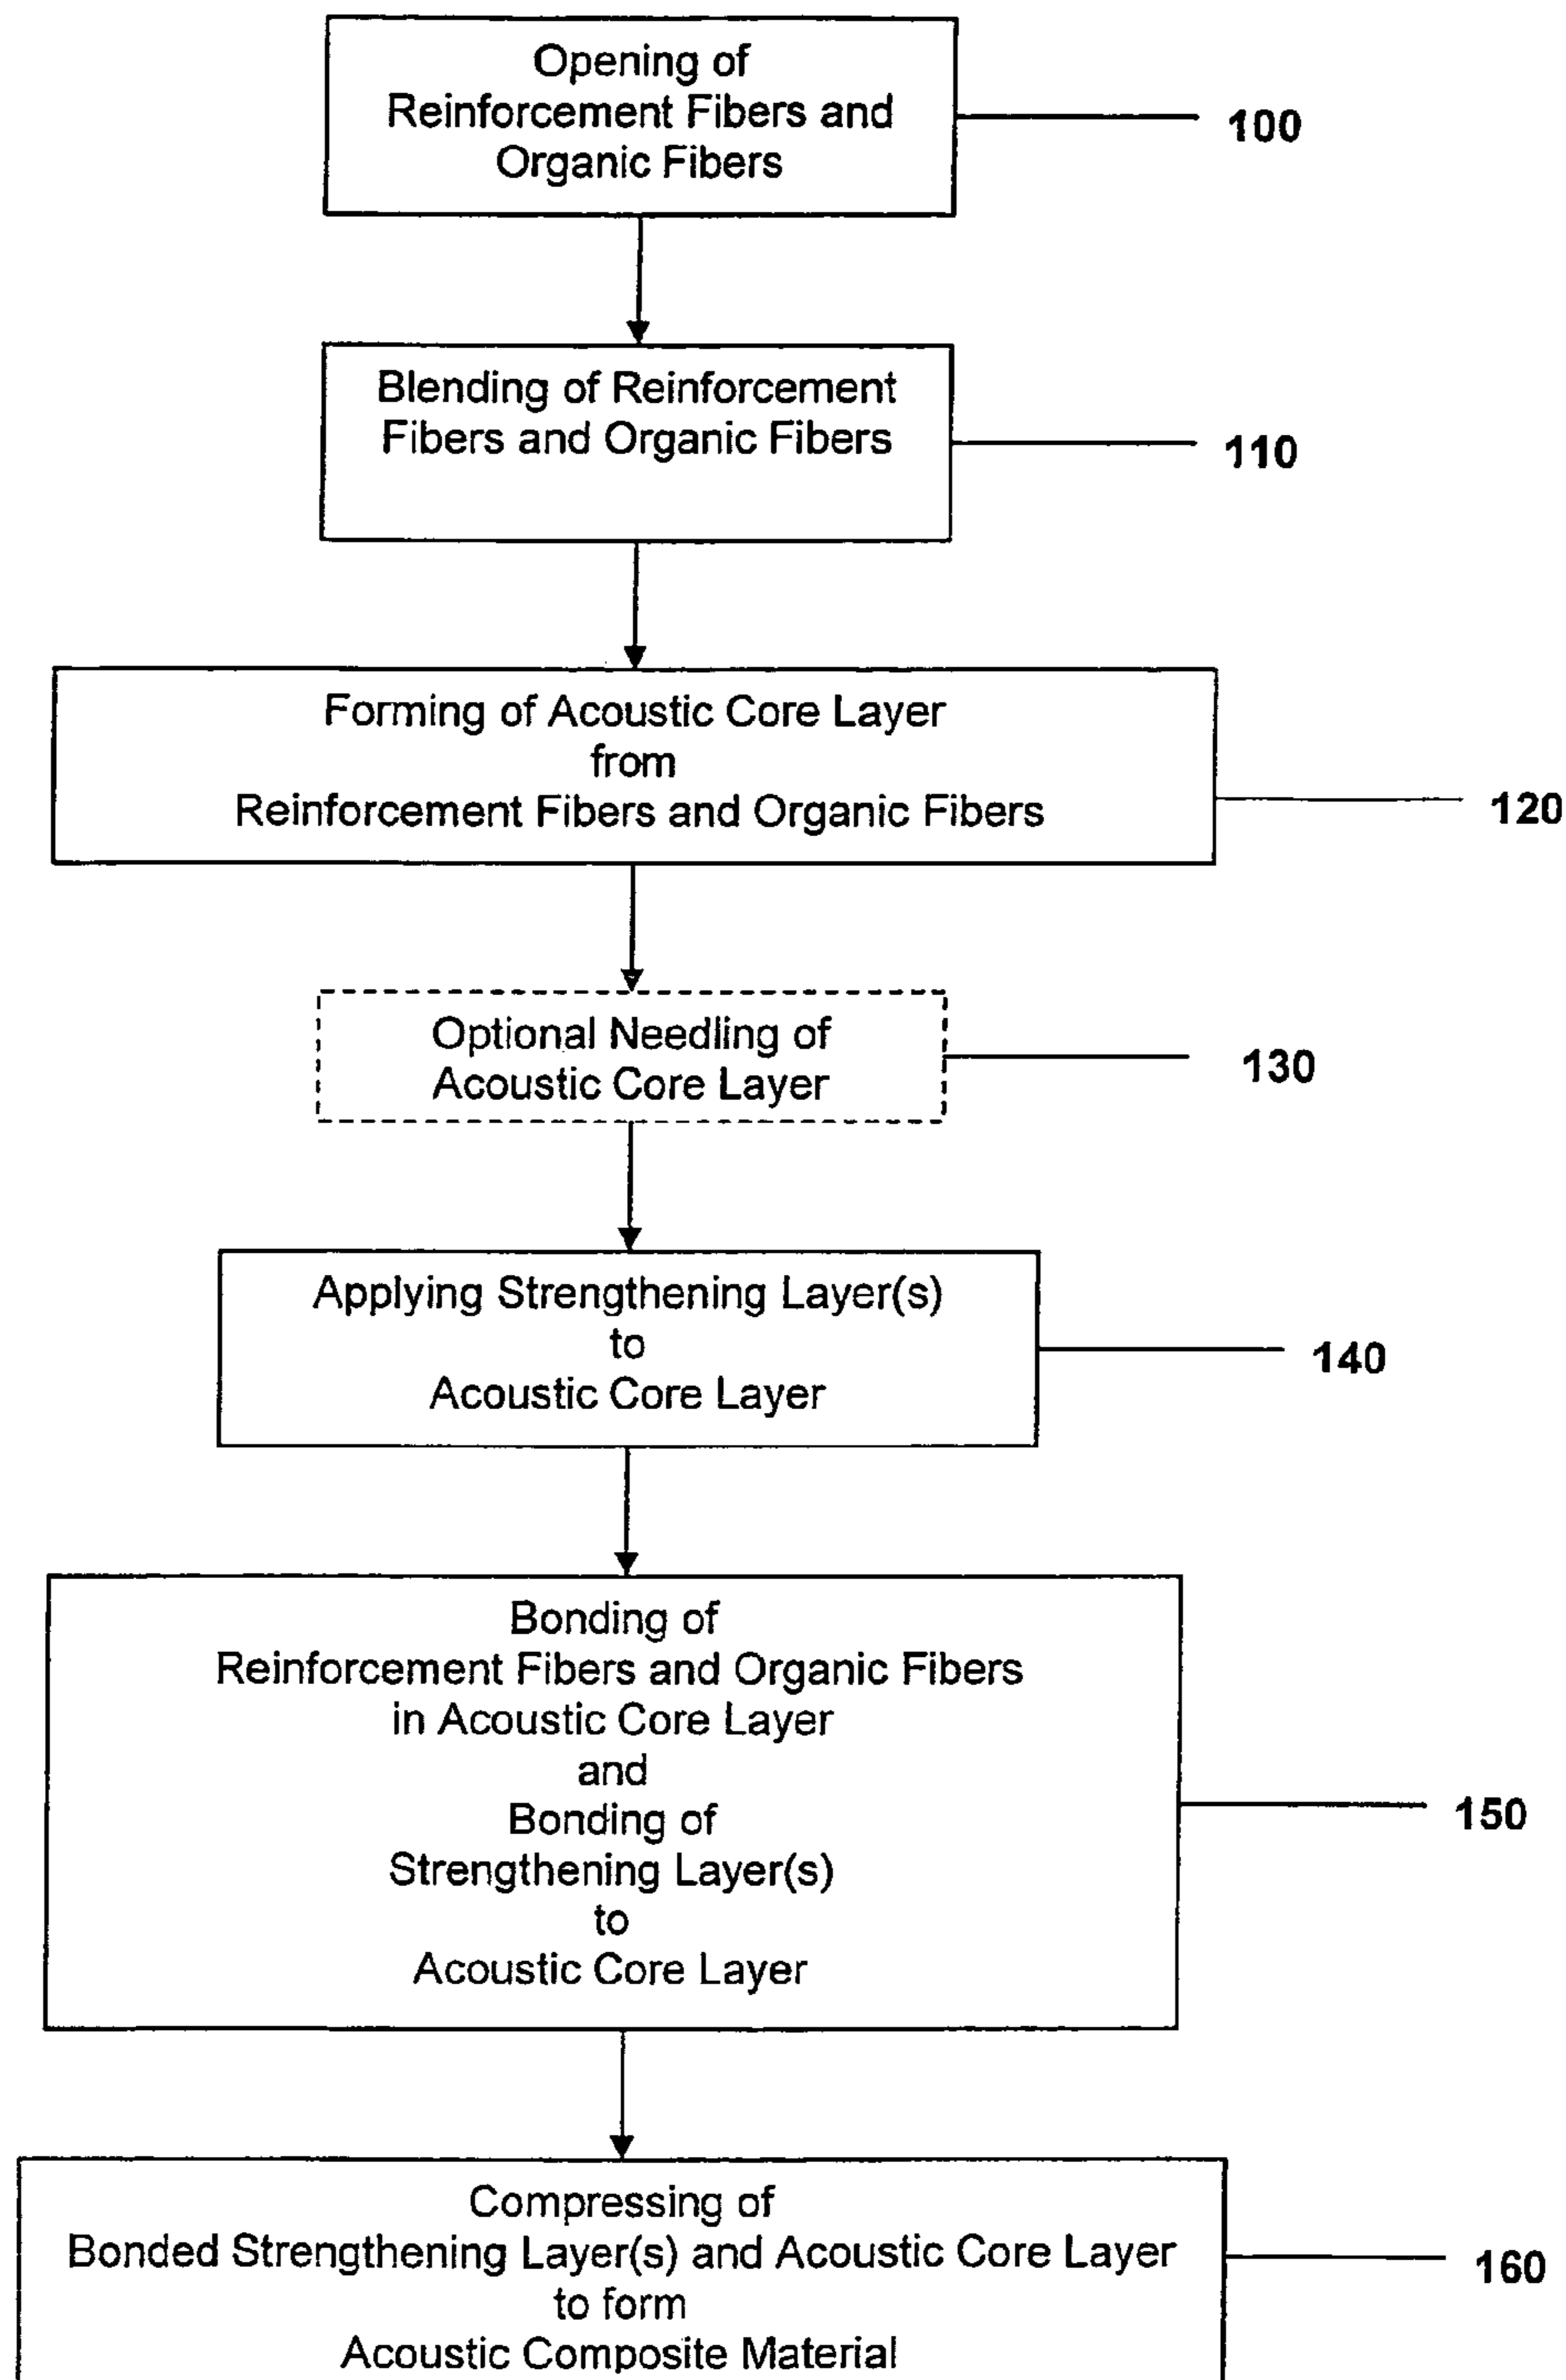 Opening of
Reinforcement Fibers and
Organic Fibers
100
Blending of Reinforcement
Fibers and Organic Fibers
110
Forming of Acoustic Core Layer
from
Reinforcement Fibers and Organic Fibers
120
Optional Needling of
Acoustic Core Layer
130
Applying Strengthening Layer(s)
to
Acoustic Core Layer
140
Bonding of
Reinforcement Fibers and Organic Fibers
in Acoustic Core Layer
and
Bonding of
Strengthening Layer(s)
to
Acoustic Core Layer
150
Compressing of
Bonded Strengthening Layer(s) and Acoustic Core Layer
to form
Acoustic Composite Material
160